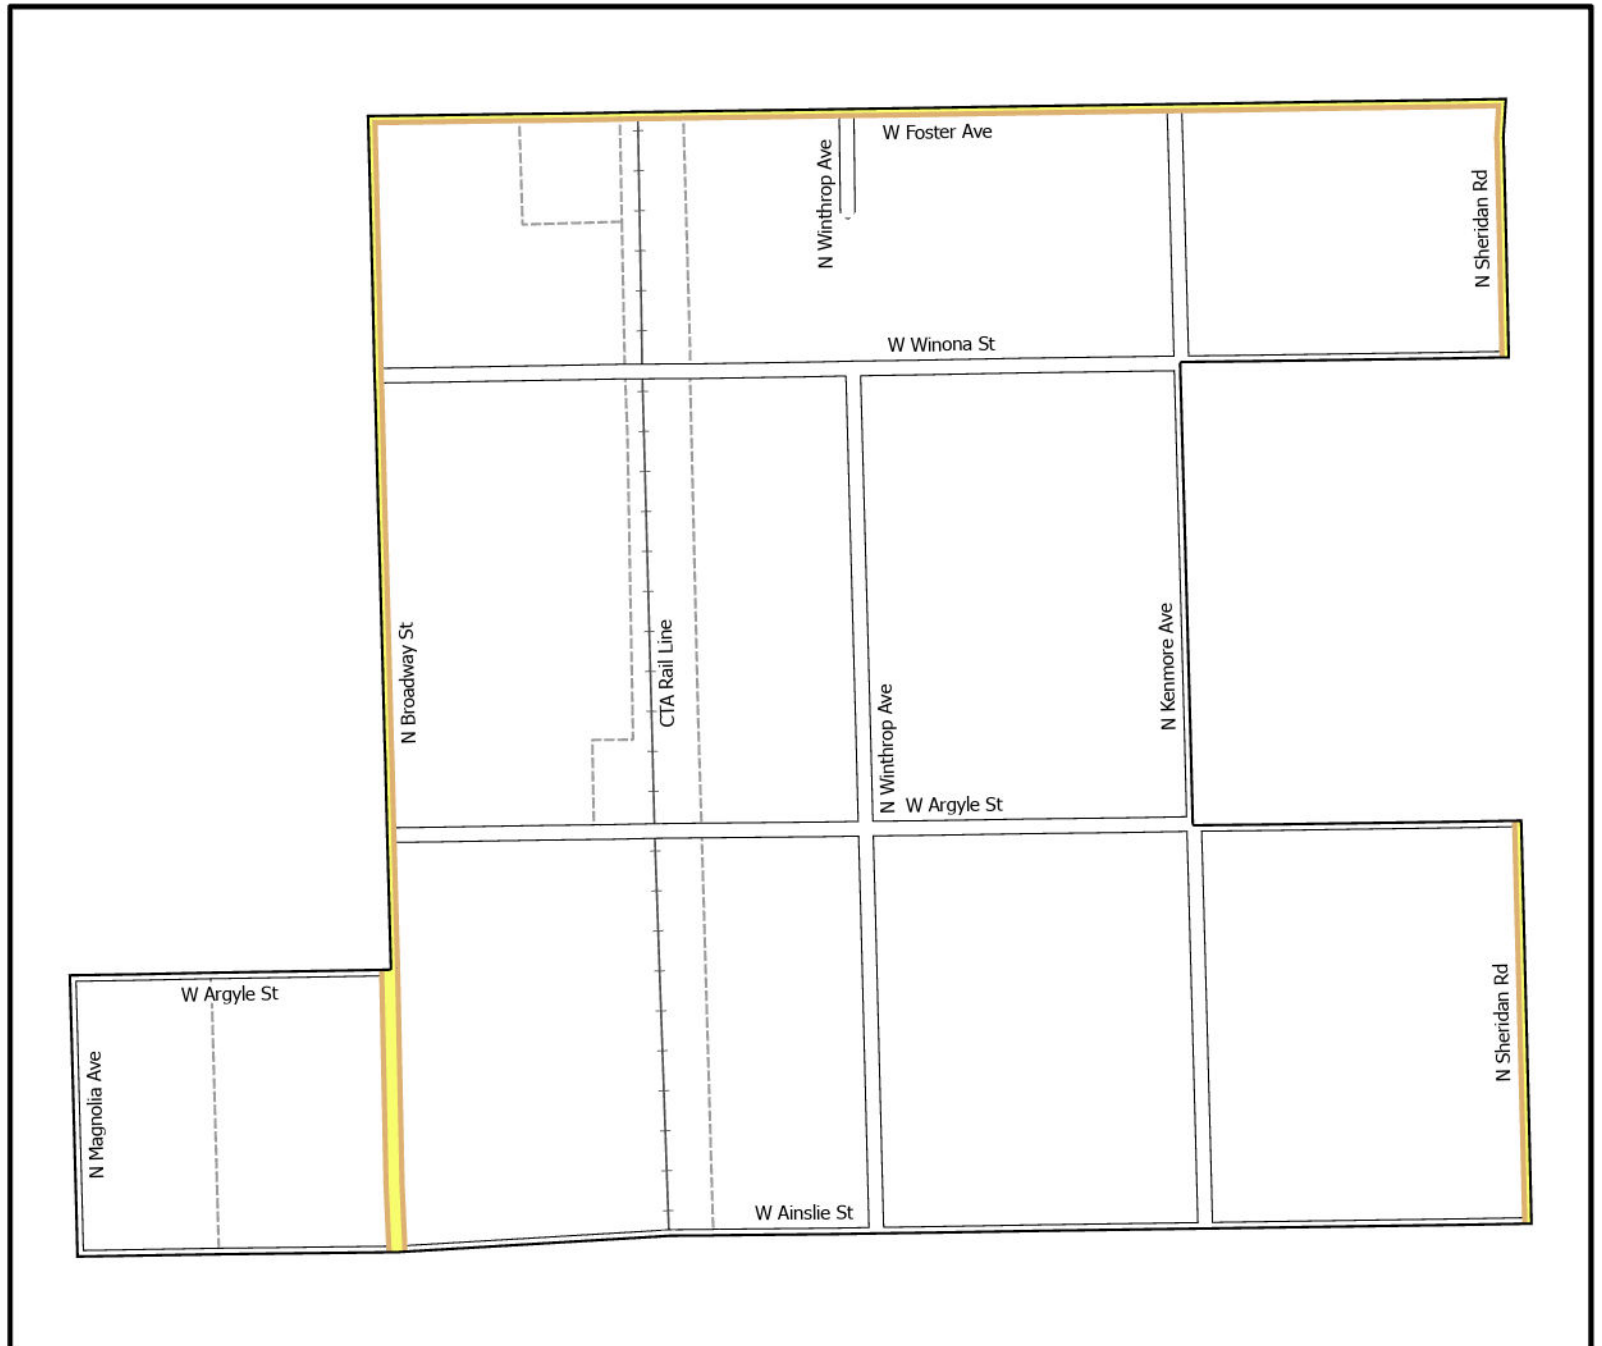 W Foster Ave
N Winthrop Ave
N Sheridan Rd
W Winona St
N Broadway St
CTA Rail Line
N Kenmore Ave
N Winthrop Ave
W Argyle St
W Argyle St
N Sheridan Rd
N Magnolia Ave
W Ainslie St